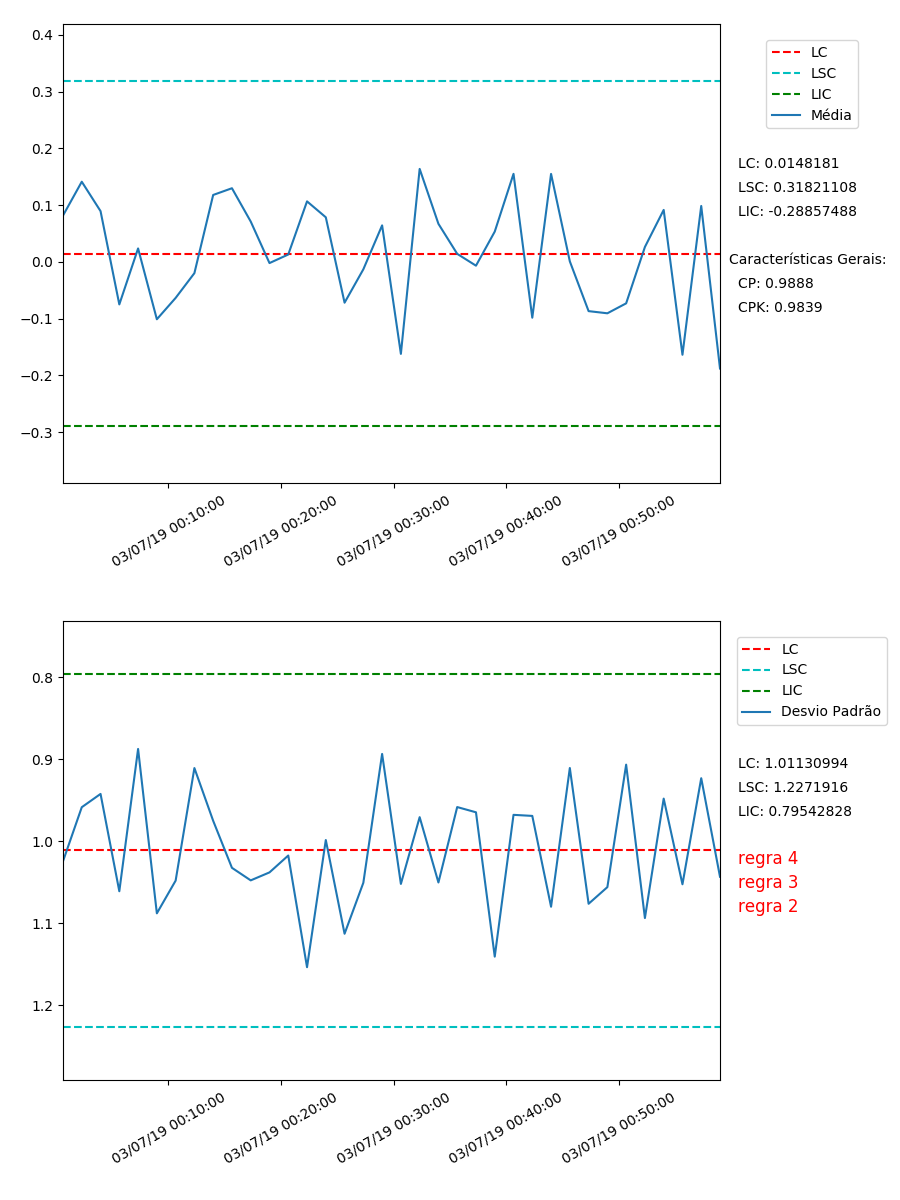 0.4
0.3
0.2
0.1
0.0
−0.1
−0.2
−0.3
LC
LSC
LIC
Média
LC: 0.0148181
LSC: 0.31821108
LIC: -0.28857488
Características Gerais:
CP: 0.9888
CPK: 0.9839
03/07/19 00:10:00
03/07/19 00:20:00
03/07/19 00:30:00
03/07/19 00:40:00
03/07/19 00:50:00
0.8
0.9
1.0
1.1
1.2
LC
LSC
LIC
Desvio Padrão
LC: 1.01130994
LSC: 1.2271916
LIC: 0.79542828
regra 4
regra 3
regra 2
03/07/19 00:10:00
03/07/19 00:20:00
03/07/19 00:30:00
03/07/19 00:40:00
03/07/19 00:50:00